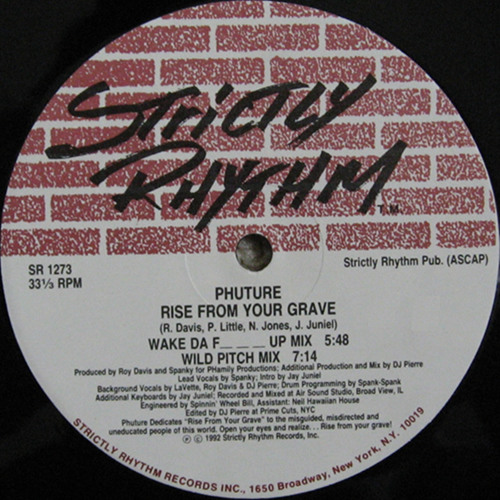 STRICTLY
RHYTHM
T.M.
SR 1273
33⅓ RPM
Strictly Rhythm Pub. (ASCAP)
PHUTURE
RISE FROM YOUR GRAVE
(R. Davis, P. Little, N. Jones, J. Juniel)
WAKE DA F_ _ _ UP MIX 5:48
WILD PITCH MIX 7:14
Produced by Roy Davis and Spanky for PHamily Productions; Additional Production and Mix by DJ Pierre
Lead Vocals by Spanky; Intro by Jay Juniel
Background Vocals by LaVette, Roy Davis & DJ Pierre; Drum Programming by Spank-Spank
Additional Keyboards by Jay Juniel; Recorded and Mixed at Air Sound Studio, Broad View, IL
Engineered by Spinnin' Wheel Bill, Assistant: Neil Hawaiian House
Edited by DJ Pierre at Prime Cuts, NYC
Phuture Dedicates "Rise From Your Grave" to the misguided, misdirected and
uneducated people of this world. Open your eyes and realize. . . Rise from your grave!
℗ © 1992 Strictly Rhythm Records, Inc.
STRICTLY RHYTHM RECORDS INC., 1650 Broadway, New York, N.Y. 10019